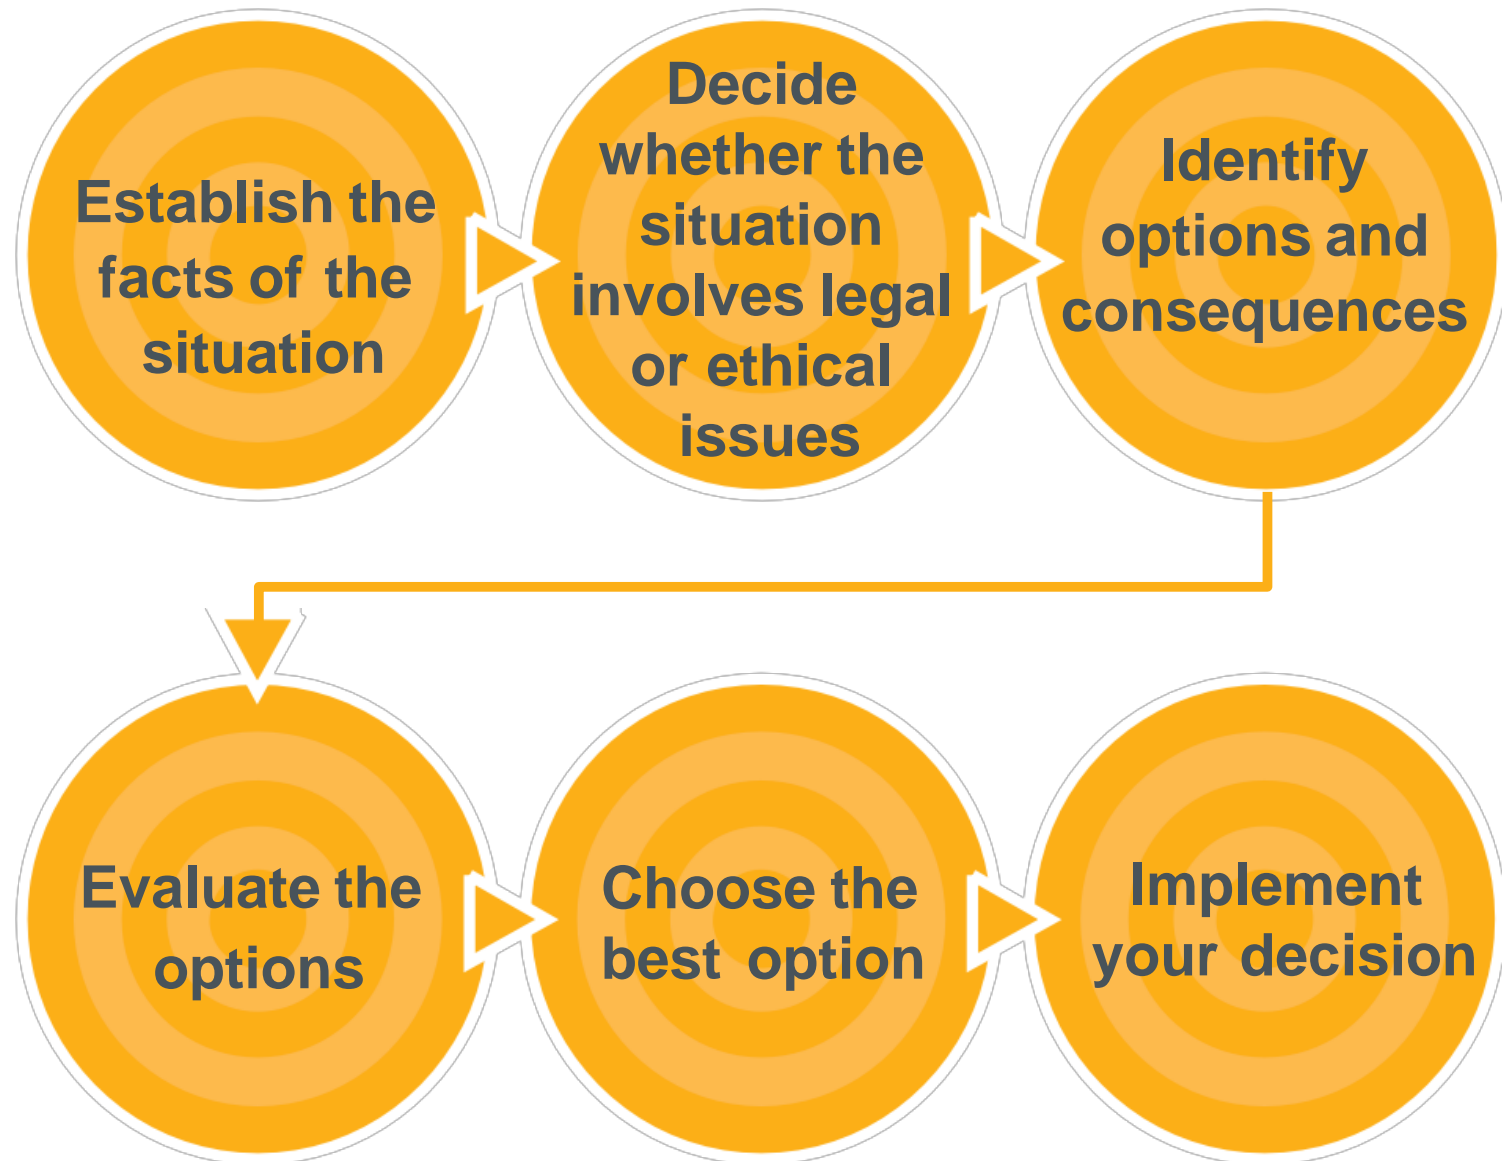 Establish the
facts of the
situation
Decide
whether the
situation
involves legal
or ethical
issues
Identify
options and
consequences
Evaluate the
options
Choose the
best option
Implement
your decision